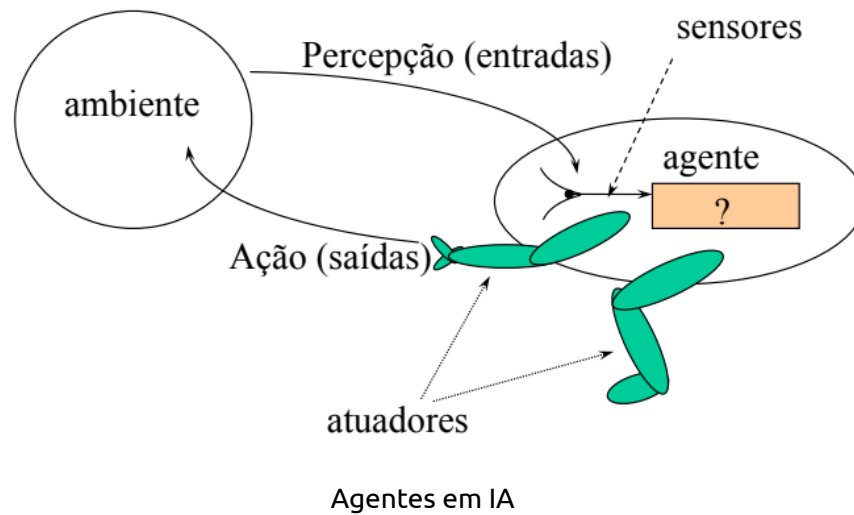 sensores
Percepção (entradas)
ambiente
agente
?
Ação (saídas)
atuadores
Agentes em IA